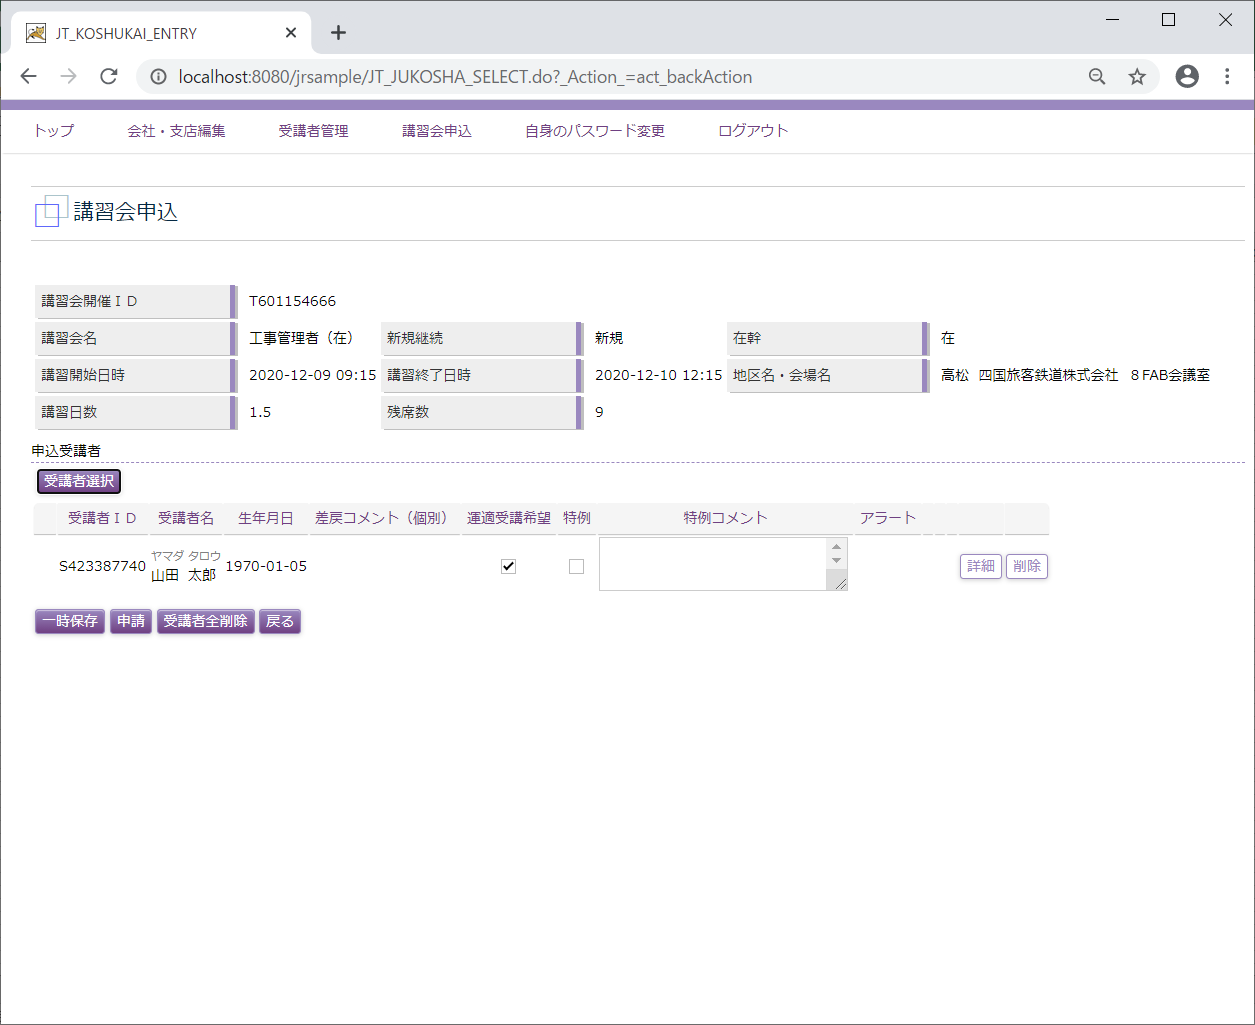 JT_KOSHUKAI_ENTRY
localhost:8080/jrsample/JT_JUKOSHA_SELECT.do?_Action_=act_backAction
トップ 会社・支店編集 受講者管理 講習会申込 自身のパスワード変更 ログアウト
講習会申込
講習会開催ＩＤ T601154666
講習会名 工事管理者（在） 新規継続 新規 在幹 在
講習開始日時 2020-12-09 09:15 講習終了日時 2020-12-10 12:15 地区名・会場名 高松 四国旅客鉄道株式会社 ８FAB会議室
講習日数 1.5 残席数 9
申込受講者
受講者選択
受講者ＩＤ 受講者名 生年月日 差戻コメント（個別） 運適受講希望 特例 特例コメント アラート
ヤマダ タロウ
S423387740 山田 太郎 1970-01-05 詳細 削除
一時保存 申請 受講者全削除 戻る